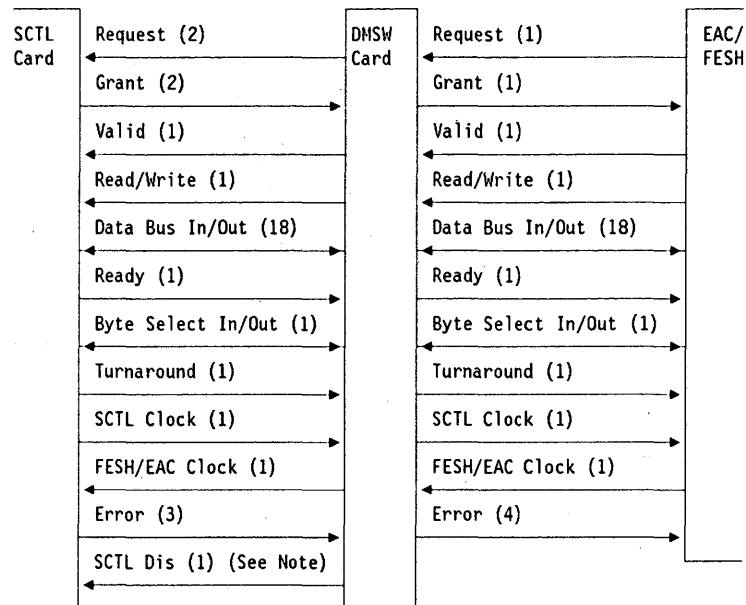 SCTL Card
Request (2)
DMSW Card
Request (1)
EAC/ FESH
Grant (2)
Grant (1)
Valid (1)
Valid (1)
Read/Write (1)
Read/Write (1)
Data Bus In/Out (18)
Data Bus In/Out (18)
Ready (1)
Ready (1)
Byte Select In/Out (1)
Byte Select In/Out (1)
Turnaround (1)
Turnaround (1)
SCTL Clock (1)
SCTL Clock (1)
FESH/EAC Clock (1)
FESH/EAC Clock (1)
Error (3)
Error (4)
SCTL Dis (1) (See Note)